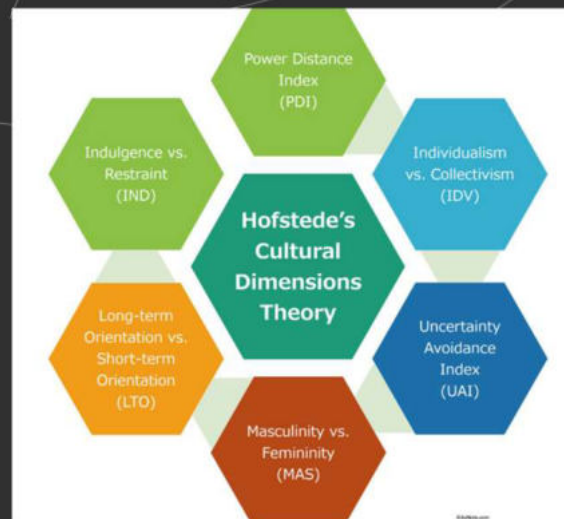 Power Distance
Index
(PDI)
Individualism
vs. Collectivism
(IDV)
Uncertainty
Avoidance
Index
(UAI)
Masculinity vs.
Femininity
(MAS)
Long-term
Orientation vs.
Short-term
Orientation
(LTO)
Indulgence vs.
Restraint
(IND)
Hofstede's
Cultural
Dimensions
Theory